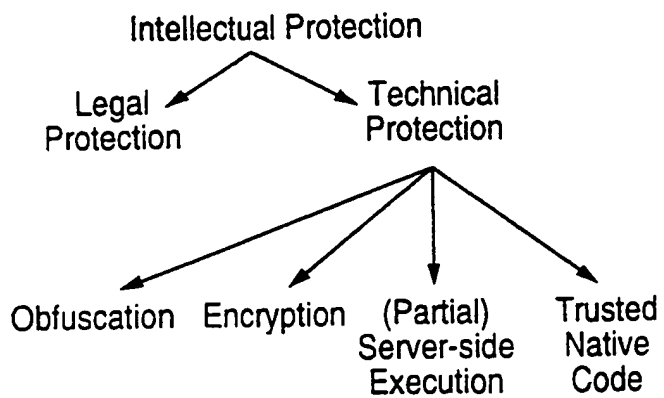 Intellectual Protection
Legal
Protection
Technical
Protection
Obfuscation
Encryption
(Partial)
Server-side
Execution
Trusted
Native
Code